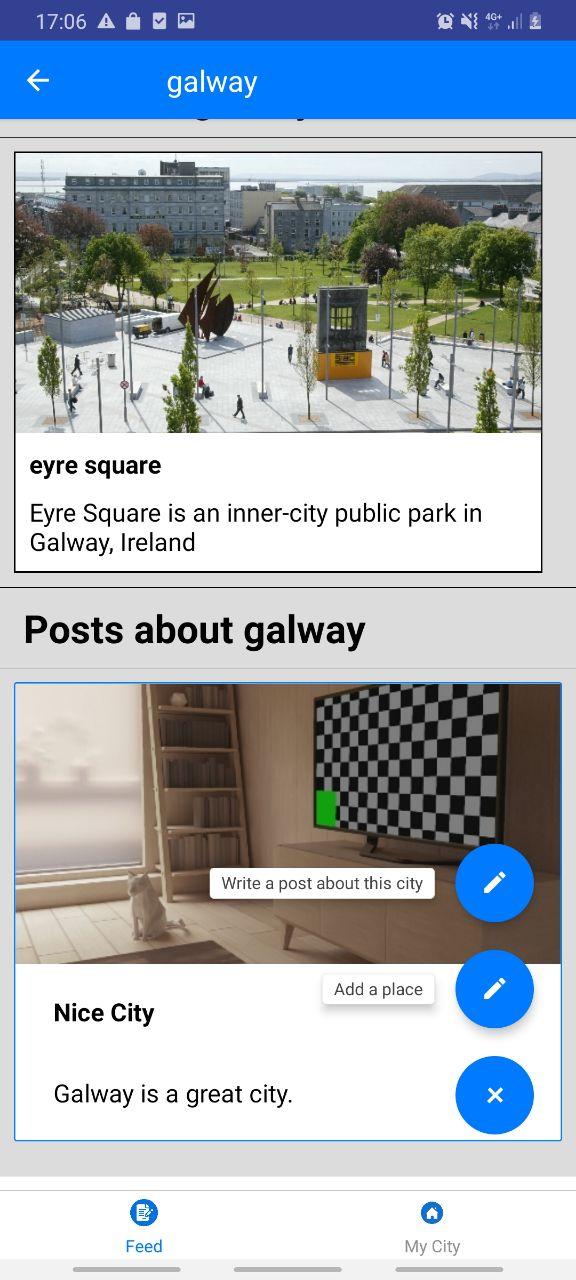 17:06
4G+
galway
eyre square
Eyre Square is an inner-city public park in
Galway, Ireland
Posts about galway
Write a post about this city
Add a place
Nice City
Galway is a great city.
Feed
My City